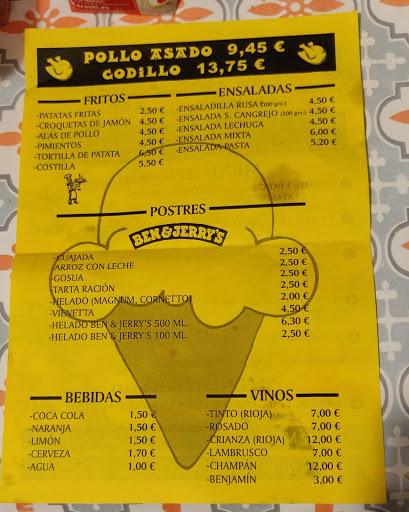 POLLO ASADO 9,45 €
CODILLO 13,75 €
FRITOS
-PATATAS FRITAS 2,50 €
-CROQUETAS DE JAMÓN 4,50 €
-ALAS DE POLLO 4,50 €
-PIMIENTOS 4,50 €
-TORTILLA DE PATATA 6,50 €
-COSTILLA 5,50 €
ENSALADAS
-ENSALADILLA RUSA (300 grs.) 4,50 €
-ENSALADA S. CANGREJO (300 grs.) 4,50 €
-ENSALADA LECHUGA 4,50 €
-ENSALADA MIXTA 6,00 €
-ENSALADA PASTA 5,20 €
POSTRES
BEN & JERRY'S
-CUAJADA 2,50 €
-ARROZ CON LECHE 2,50 €
-GOSUA 2,50 €
-TARTA RACIÓN 2,50 €
-HELADO (MAGNUM, CORNETTO) 2,00 €
-VIENETTA 4,50 €
-HELADO BEN & JERRY'S 500 ML. 6,30 €
-HELADO BEN & JERRY'S 100 ML. 2,50 €
BEBIDAS
-COCA COLA 1,50 €
-NARANJA 1,50 €
-LIMÓN 1,50 €
-CERVEZA 1,70 €
-AGUA 1,00 €
VINOS
-TINTO (RIOJA) 7,00 €
-ROSADO 7,00 €
-CRIANZA (RIOJA) 12,00 €
-LAMBRUSCO 7,00 €
-CHAMPÁN 12,00 €
-BENJAMÍN 3,00 €